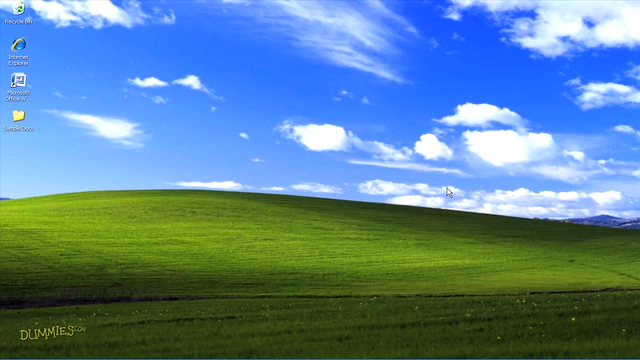 Recycle Bin
Internet
Explorer
Microsoft
Office W...
Sample Docs
DUMMIES.COM